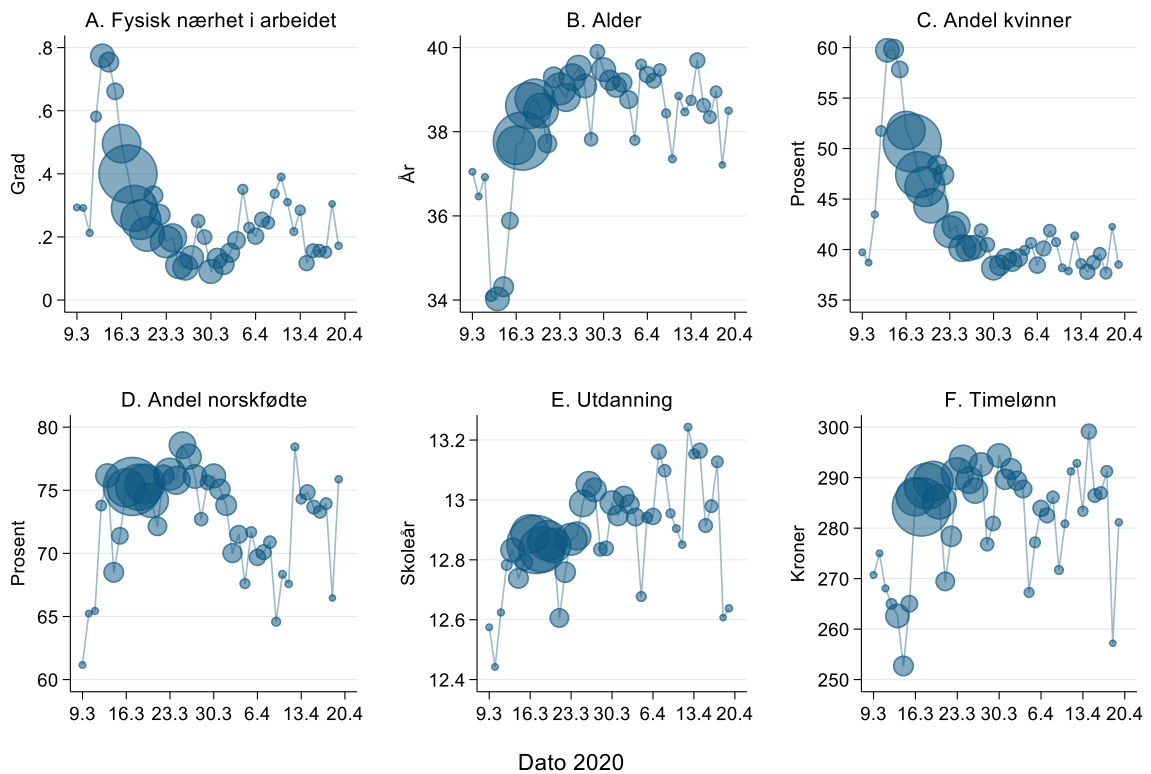 A. Fysisk nærhet i arbeidet
Grad
.8
.6
.4
.2
0
9.3 16.3 23.3 30.3 6.4 13.4 20.4
B. Alder
År
40
38
36
34
9.3 16.3 23.3 30.3 6.4 13.4 20.4
C. Andel kvinner
Prosent
60
55
50
45
40
35
9.3 16.3 23.3 30.3 6.4 13.4 20.4
D. Andel norskfødte
Prosent
80
75
70
65
60
9.3 16.3 23.3 30.3 6.4 13.4 20.4
E. Utdanning
Skoleår
13.2
13
12.8
12.6
12.4
9.3 16.3 23.3 30.3 6.4 13.4 20.4
F. Timelønn
Kroner
300
290
280
270
260
250
9.3 16.3 23.3 30.3 6.4 13.4 20.4
Dato 2020